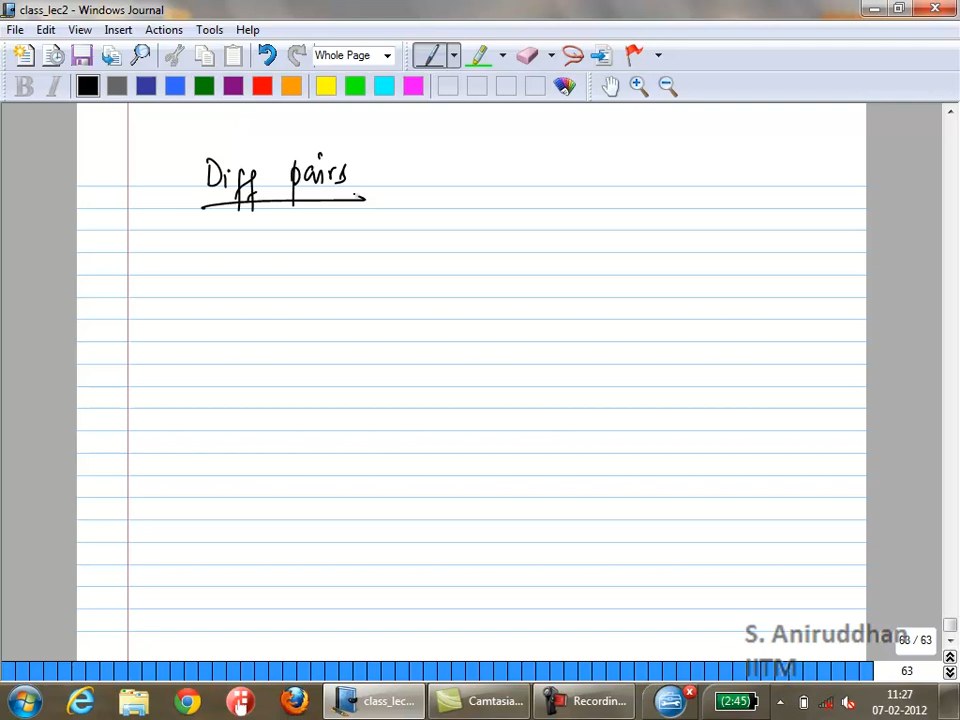 class_lec2 - Windows Journal
File Edit View Insert Actions Tools Help
Whole Page
B I
Diff pairs
S. Aniruddhan
IITM
63 / 63
63
class_lec... Camtasia... Recordin... (2:45)
11:27
07-02-2012